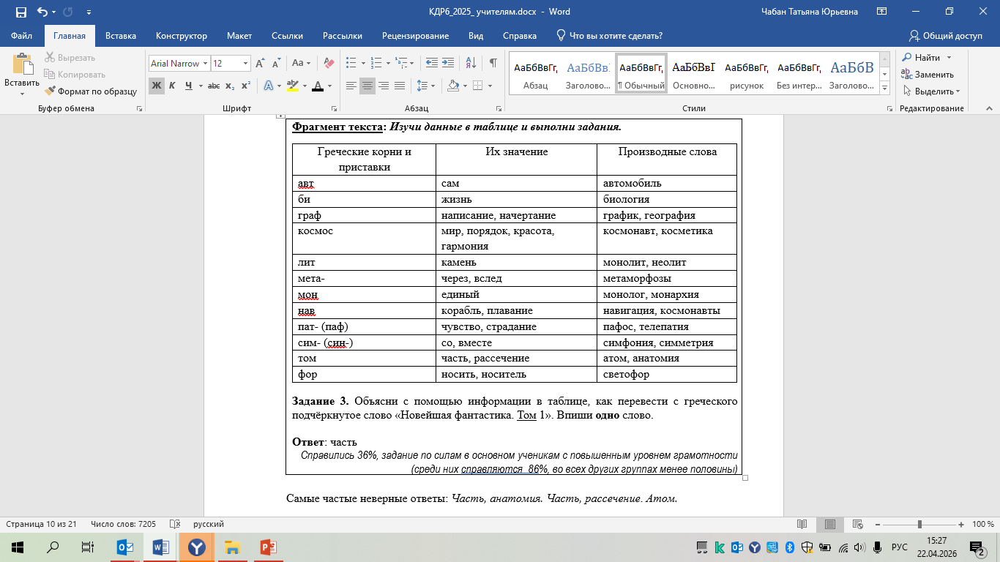 КДР6_2025_ учителям.docx - Word
Чабан Татьяна Юрьевна
Файл Главная Вставка Конструктор Макет Ссылки Рассылки Рецензирование Вид Справка Что вы хотите сделать? Общий доступ
Вставить
Вырезать
Копировать
Формат по образцу
Буфер обмена
Arial Narrow 12
Шрифт
Абзац
АаБбВвГг, Абзац
АаБбВв Заголово...
АаБбВвГг, ¶ Обычный
АаБбВвГ Основно...
АаБбВвГг, рисунок
АаБбВвГг, Без интер...
АаБбВ Заголово...
Стили
Найти
Заменить
Выделить
Редактирование
Фрагмент текста: Изучи данные в таблице и выполни задания.
Греческие корни и приставки Их значение Производные слова
авт сам автомобиль
би жизнь биология
граф написание, начертание график, география
космос мир, порядок, красота, гармония космонавт, косметика
лит камень монолит, неолит
мета- через, вслед метаморфозы
мон единый монолог, монархия
нав корабль, плавание навигация, космонавты
пат- (паф) чувство, страдание пафос, телепатия
сим- (син-) со, вместе симфония, симметрия
том часть, рассечение атом, анатомия
фор носить, носитель светофор
Задание 3. Объясни с помощью информации в таблице, как перевести с греческого
подчёркнутое слово «Новейшая фантастика. Том 1». Впиши одно слово.
Ответ: часть
Справились 36%, задание по силам в основном ученикам с повышенным уровнем грамотности
(среди них справляются 86%, во всех других группах менее половины)
Самые частые неверные ответы: Часть, анатомия. Часть, рассечение. Атом.
Страница 10 из 21 Число слов: 7205 русский 100 %
РУС
15:27
22.04.2026
2